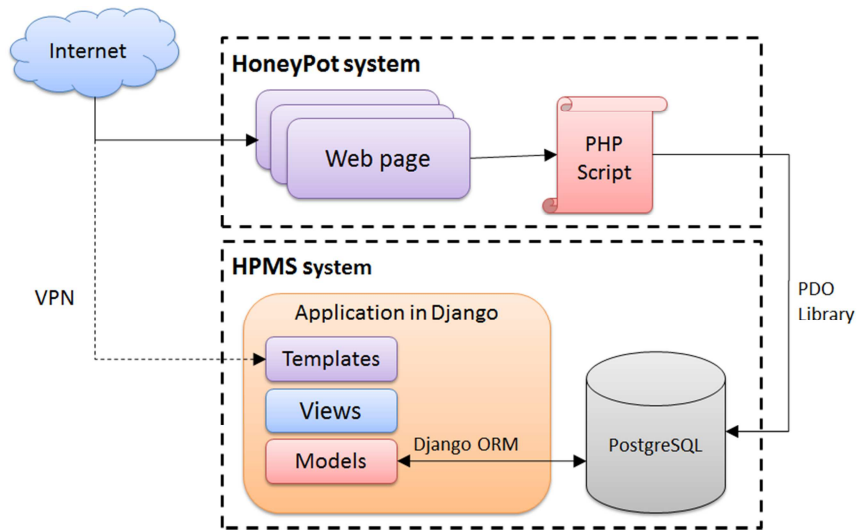 Internet
HoneyPot system
Web page
PHP
Script
HPMS system
VPN
PDO
Library
Application in Django
Templates
Views
Models
Django ORM
PostgreSQL